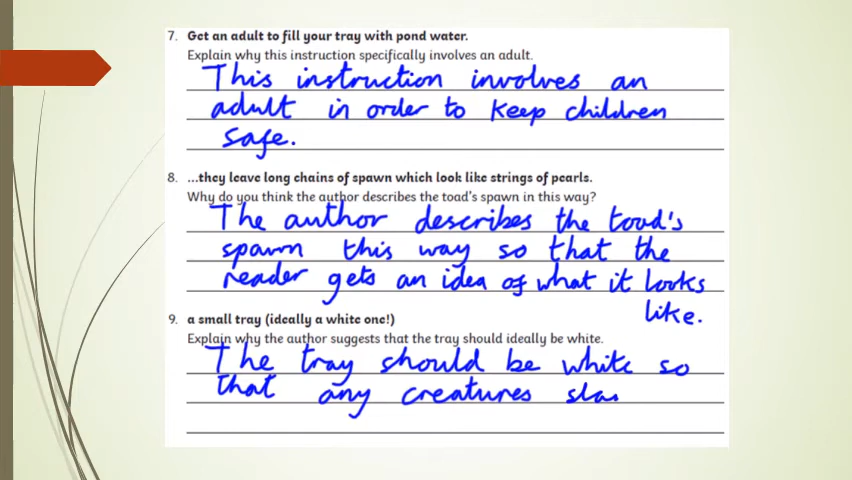 7. Get an adult to fill your tray with pond water.
Explain why this instruction specifically involves an adult.
This instruction involves an
adult in order to keep children
safe.
8. ...they leave long chains of spawn which look like strings of pearls.
Why do you think the author describes the toad's spawn in this way?
The author describes the toad's
spawn this way so that the
reader gets an idea of what it looks
like.
9. a small tray (ideally a white one!)
Explain why the author suggests that the tray should ideally be white.
The tray should be white so
that any creatures